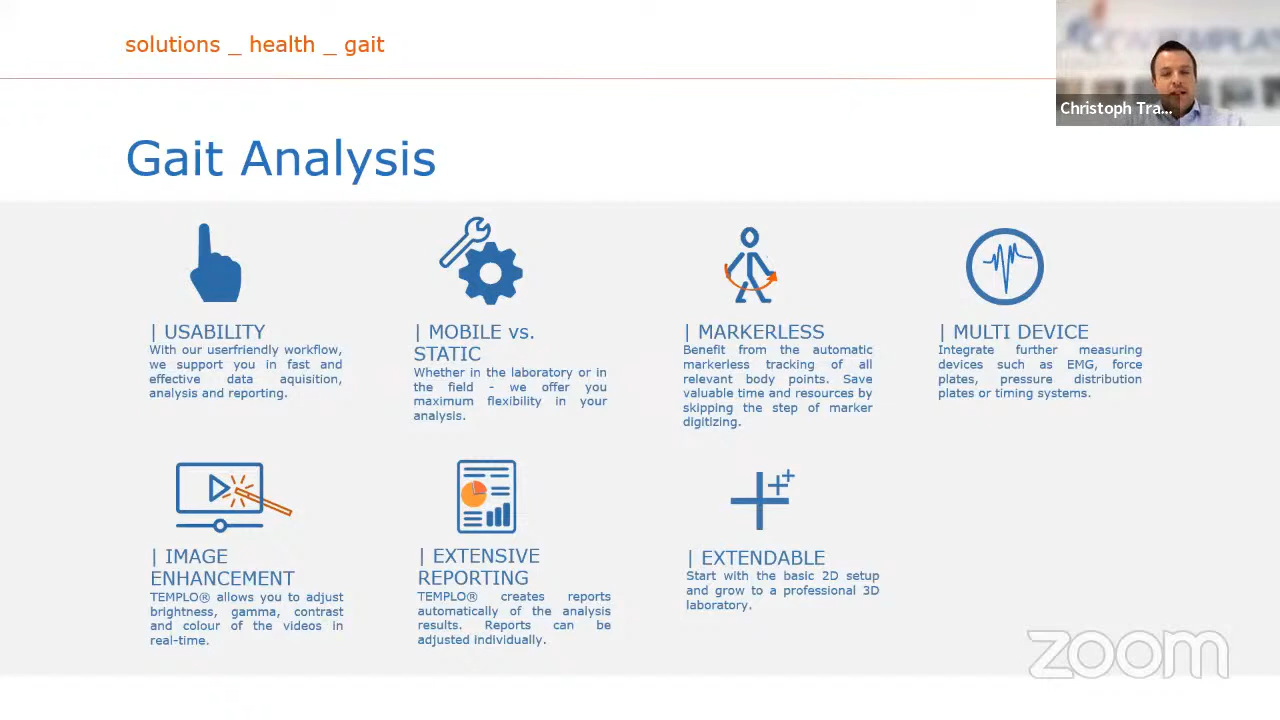 solutions _ health _ gait
Christoph Tra...
Gait Analysis
| USABILITY
With our userfriendly workflow,
we support you in fast and
effective data aquisition,
analysis and reporting.
| MOBILE vs.
STATIC
Whether in the laboratory or in
the field - we offer you
maximum flexibility in your
analysis.
| MARKERLESS
Benefit from the automatic
markerless tracking of all
relevant body points. Save
valuable time and resources by
skipping the step of marker
digitizing.
| MULTI DEVICE
Integrate further measuring
devices such as EMG, force
plates, pressure distribution
plates or timing systems.
| IMAGE
ENHANCEMENT
TEMPLO® allows you to adjust
brightness, gamma, contrast
and colour of the videos in
real-time.
| EXTENSIVE
REPORTING
TEMPLO® creates reports
automatically of the analysis
results. Reports can be
adjusted individually.
| EXTENDABLE
Start with the basic 2D setup
and grow to a professional 3D
laboratory.
zoom